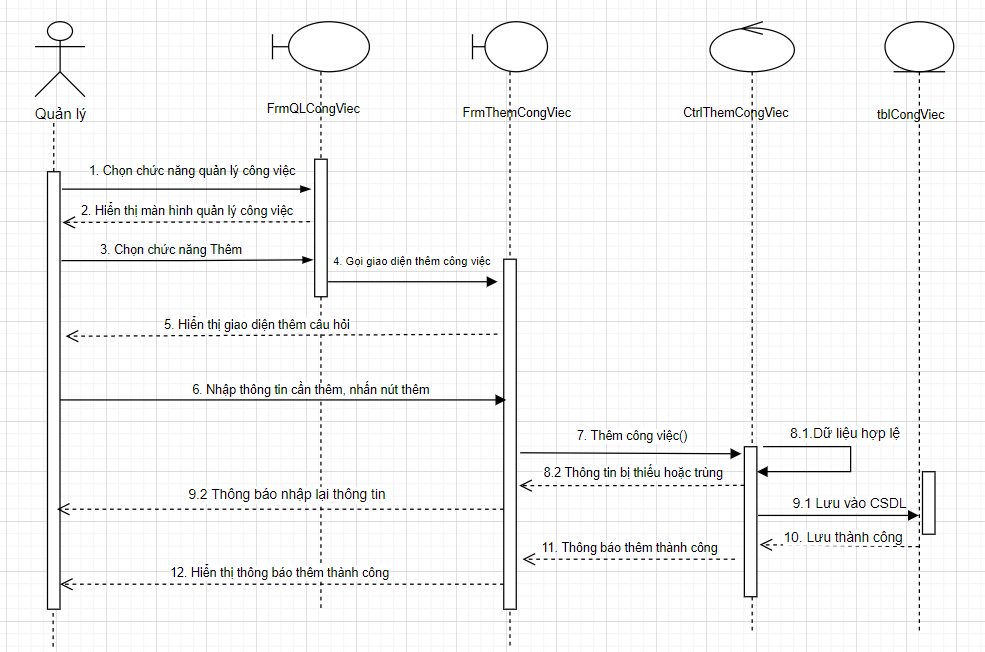 Quản lý
FrmQLCongViec
FrmThemCongViec
CtrlThemCongViec
tblCongViec
1. Chọn chức năng quản lý công việc
2. Hiển thị màn hình quản lý công việc
3. Chọn chức năng Thêm
4. Gọi giao diện thêm công việc
5. Hiển thị giao diện thêm câu hỏi
6. Nhập thông tin cần thêm, nhấn nút thêm
7. Thêm công việc()
8.1.Dữ liệu hợp lệ
8.2 Thông tin bị thiếu hoặc trùng
9.2 Thông báo nhập lại thông tin
9.1 Lưu vào CSDL
10. Lưu thành công
11. Thông báo thêm thành công
12. Hiển thị thông báo thêm thành công